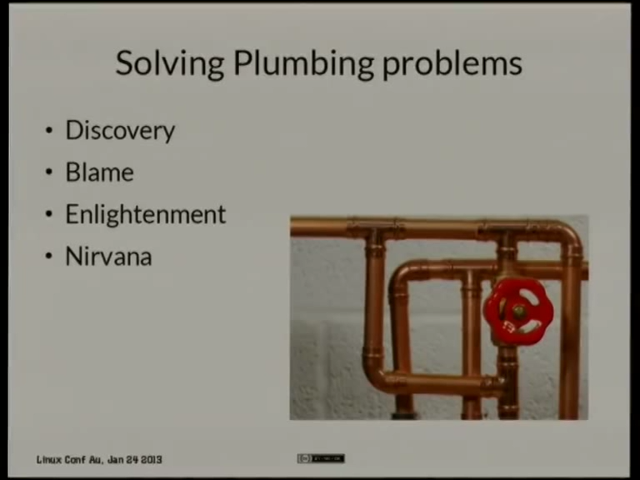 Solving Plumbing problems
• Discovery
• Blame
• Enlightenment
• Nirvana
Linux Conf Au, Jan 24 2013